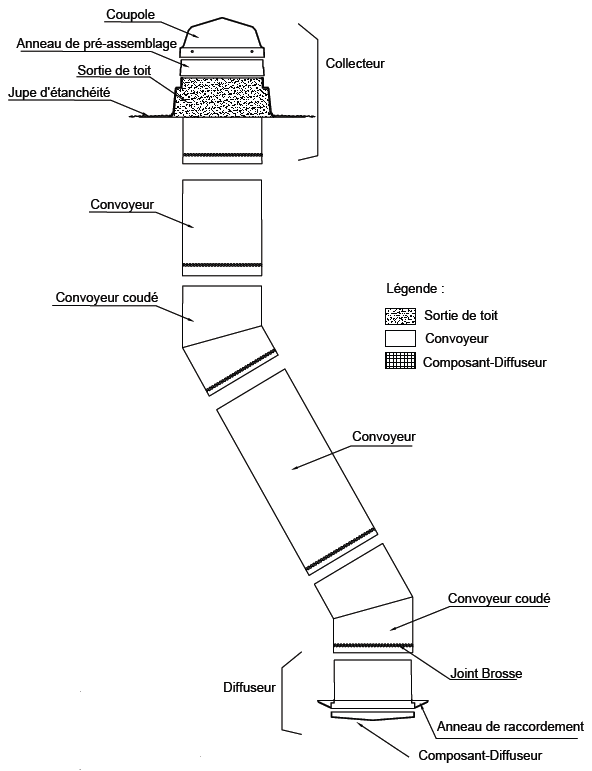 Coupole
Anneau de pré-assemblage
Collecteur
Sortie de toit
Jupe d'étanchéité
Convoyeur
Légende :
Convoyeur coudé
Sortie de toit
Convoyeur
Composant-Diffuseur
Convoyeur
Convoyeur coudé
Joint Brosse
Diffuseur
Anneau de raccordement
Composant-Diffuseur